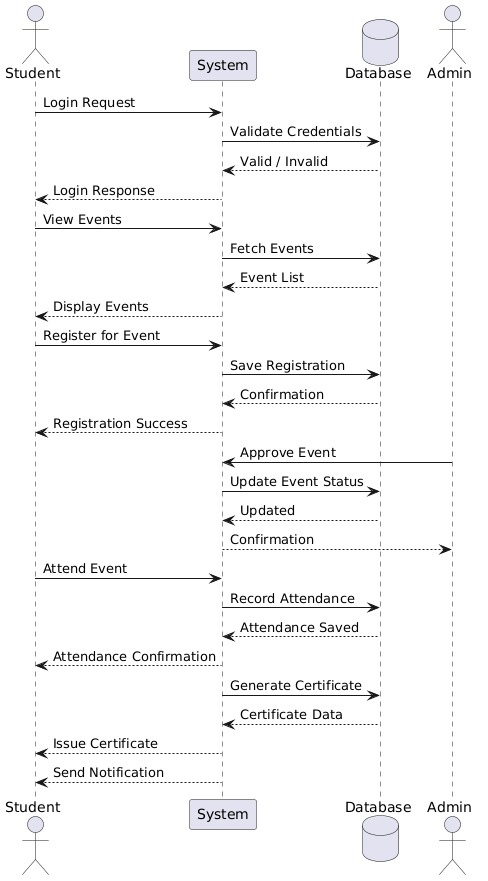 Student
System
Database
Admin
Login Request
Validate Credentials
Valid / Invalid
Login Response
View Events
Fetch Events
Event List
Display Events
Register for Event
Save Registration
Confirmation
Registration Success
Approve Event
Update Event Status
Updated
Confirmation
Attend Event
Record Attendance
Attendance Saved
Attendance Confirmation
Generate Certificate
Certificate Data
Issue Certificate
Send Notification
Student
System
Database
Admin